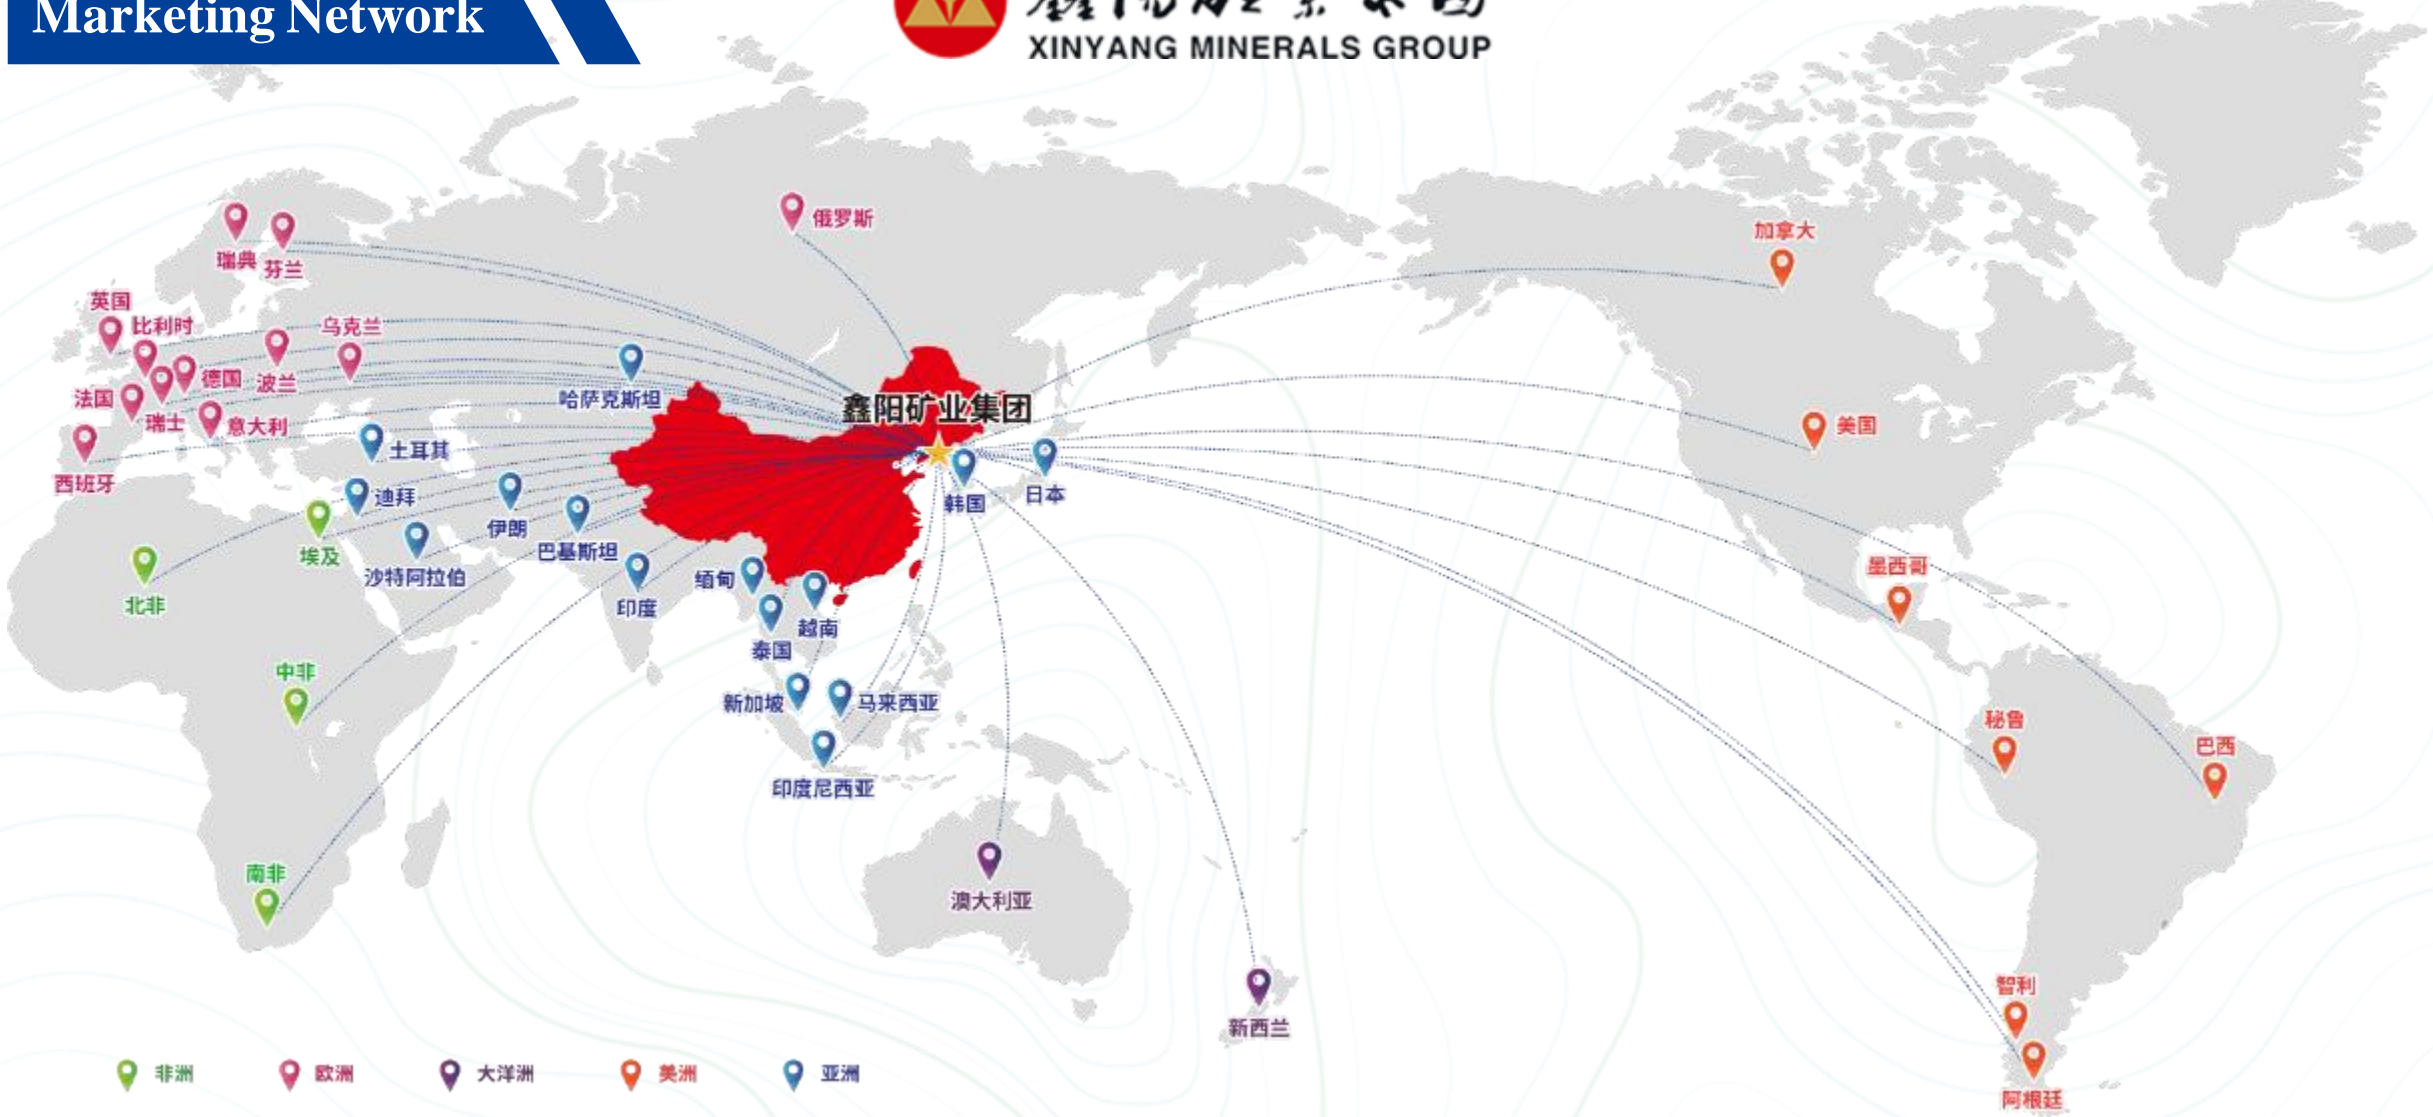 Marketing Network
XINYANG MINERALS GROUP
俄罗斯
加拿大
瑞典
芬兰
英国
比利时
乌克兰
德国
波兰
法国
瑞士
意大利
西班牙
哈萨克斯坦
鑫阳矿业集团
美国
土耳其
迪拜
伊朗
巴基斯坦
韩国
日本
埃及
沙特阿拉伯
北非
印度
缅甸
越南
泰国
墨西哥
中非
新加坡
马来西亚
秘鲁
巴西
印度尼西亚
南非
澳大利亚
智利
新西兰
非洲
欧洲
大洋洲
美洲
亚洲
阿根廷